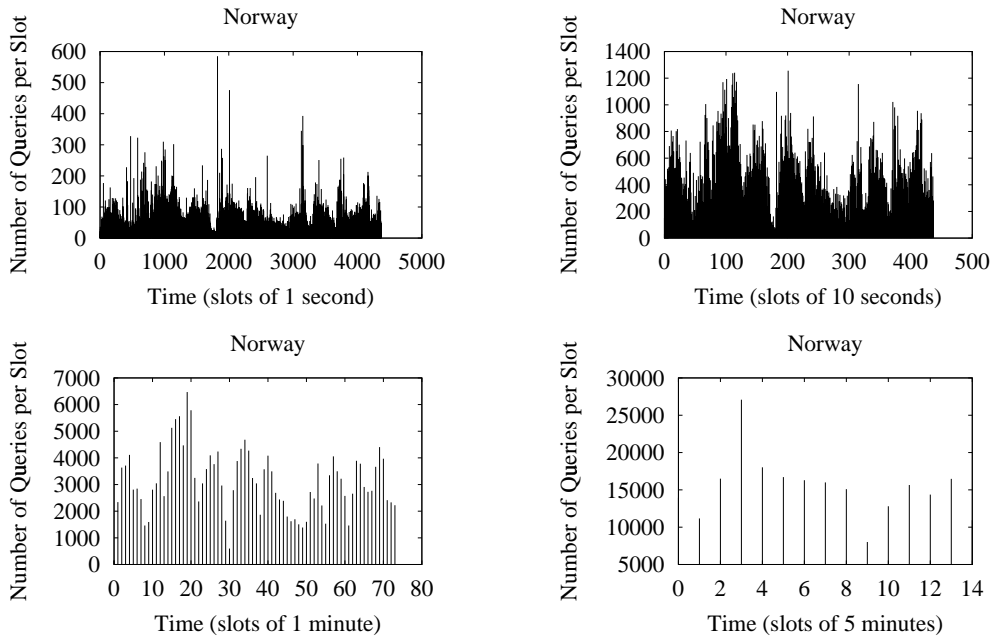 Norway
Number of Queries per Slot
600
500
400
300
200
100
0
0 1000 2000 3000 4000 5000
Time (slots of 1 second)
Norway
Number of Queries per Slot
1400
1200
1000
800
600
400
200
0
0 100 200 300 400 500
Time (slots of 10 seconds)
Norway
Number of Queries per Slot
7000
6000
5000
4000
3000
2000
1000
0
0 10 20 30 40 50 60 70 80
Time (slots of 1 minute)
Norway
Number of Queries per Slot
30000
25000
20000
15000
10000
5000
0 2 4 6 8 10 12 14
Time (slots of 5 minutes)